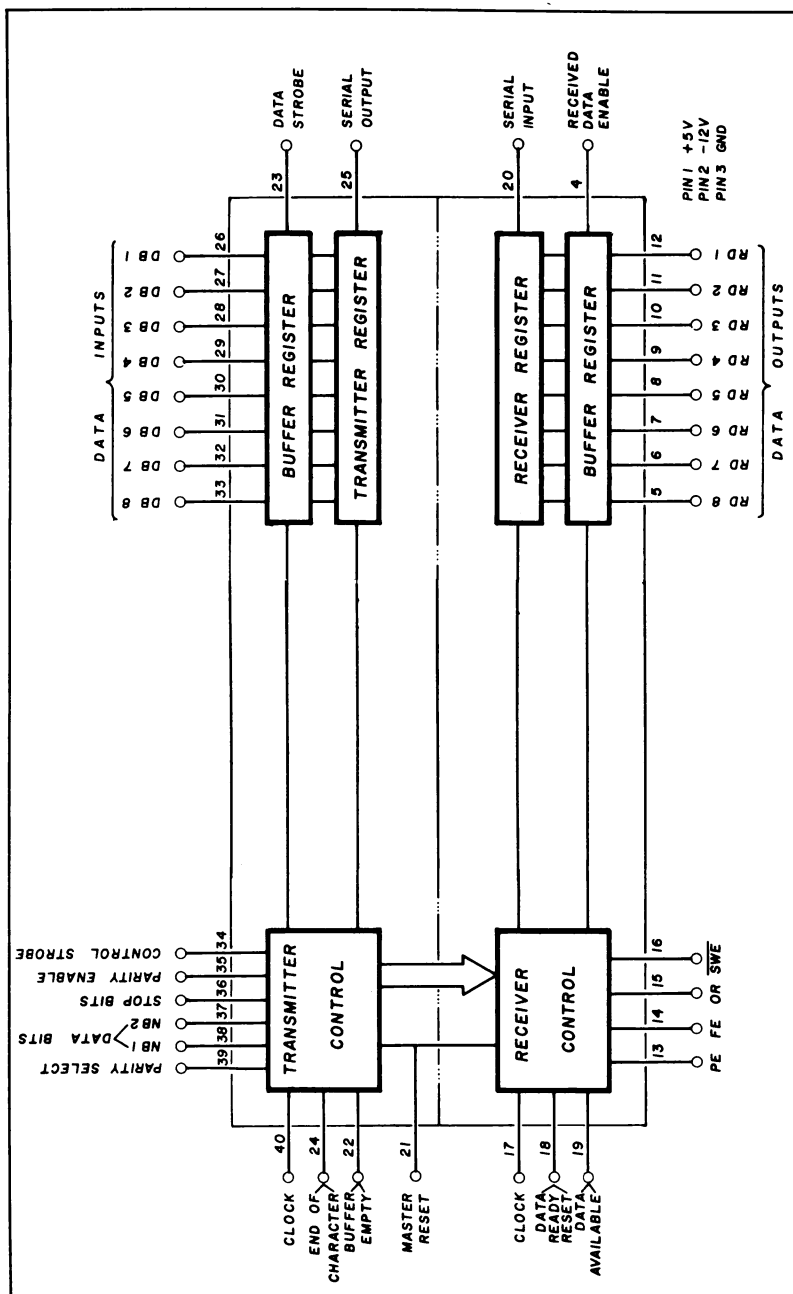 DATA INPUTS
DB 1
DB 2
DB 3
DB 4
DB 5
DB 6
DB 7
DB 8
26
27
28
29
30
31
32
33
DATA
STROBE
23
SERIAL
OUTPUT
25
BUFFER REGISTER
TRANSMITTER REGISTER
SERIAL
INPUT
20
RECEIVED
DATA
ENABLE
4
RECEIVER REGISTER
BUFFER REGISTER
PIN 1 +5V
PIN 2 -12V
PIN 3 GND
12
11
10
9
8
7
6
5
RD 1
RD 2
RD 3
RD 4
RD 5
RD 6
RD 7
RD 8
DATA OUTPUTS
CONTROL STROBE
PARITY ENABLE
STOP BITS
NB2
NB1
DATA BITS
PARITY SELECT
34
35
36
37
38
39
TRANSMITTER
CONTROL
40
24
22
21
CLOCK
END OF
CHARACTER
BUFFER
EMPTY
MASTER
RESET
RECEIVER
CONTROL
17
18
19
CLOCK
DATA
READY
RESET
DATA
AVAILABLE
16
15
14
13
SWE
OR
FE
PE